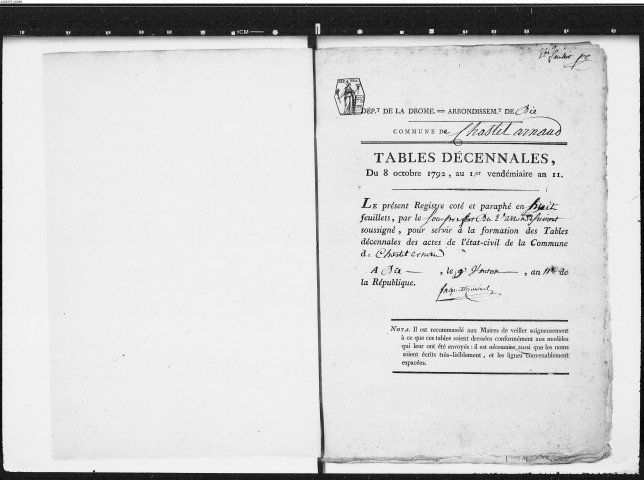 DÉP.T DE LA DROME. = ARRONDISSEM.T DE Die
COMMUNE De Chastel arnaud
TABLES DÉCENNALES,
Du 8 octobre 1792, au 1.er vendémiaire an 11.
LE présent Registre coté et paraphé en huit
feuillets, par le
soussigné, pour servir à la formation des Tables
décennales des actes de l'état-civil de la Commune
de Chastel arnaud
A Die , le 9 , an 11 de
la République.
NOTA. Il est recommandé aux Maires de veiller soigneusement
à ce que ces tables soient dressées conformément aux modèles
qui leur ont été envoyés : il est nécessaire aussi que les noms
soient écrits très-lisiblement, et les lignes convenablement
espacées.